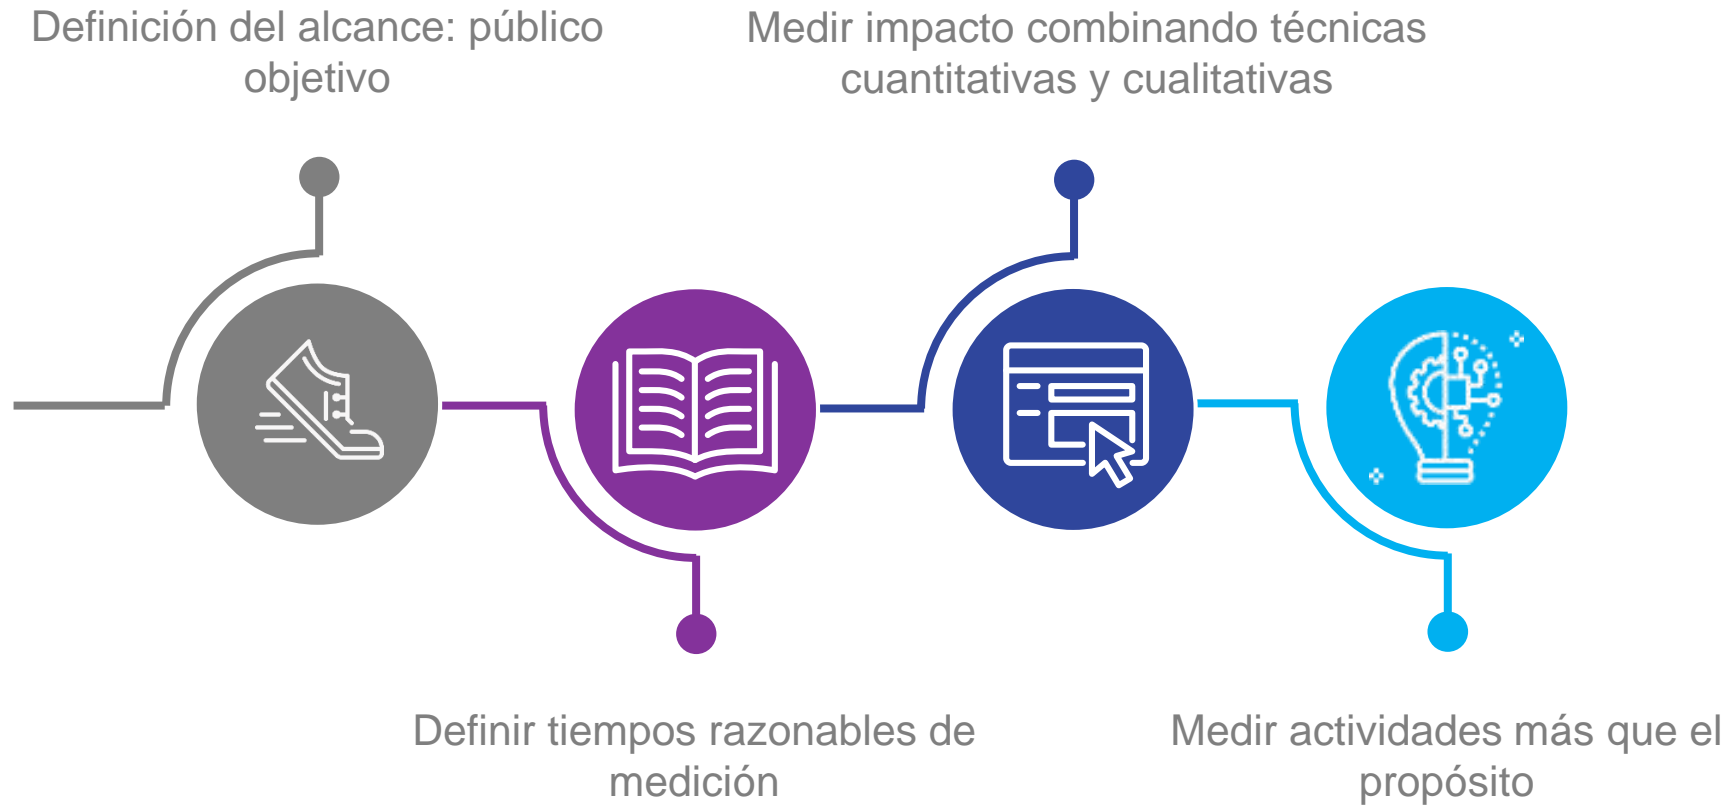 Definición del alcance: público
objetivo
Medir impacto combinando técnicas
cuantitativas y cualitativas
Definir tiempos razonables de
medición
Medir actividades más que el
propósito